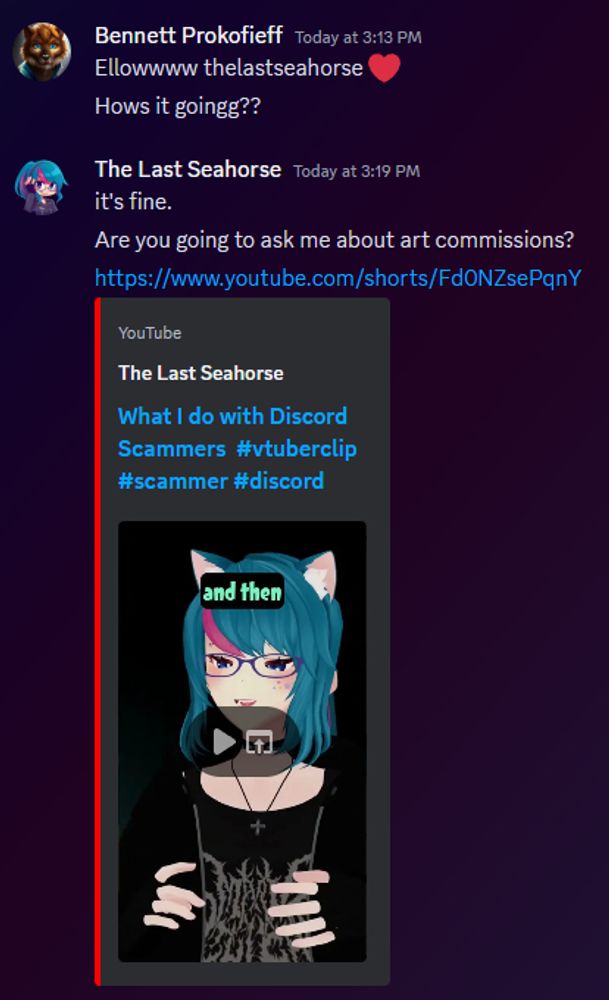 Bennett Prokofieff Today at 3:13 PM
Ellowwww thelastseahorse
Hows it goingg??
The Last Seahorse Today at 3:19 PM
it's fine.
Are you going to ask me about art commissions?
https://www.youtube.com/shorts/Fd0NZsePqnY
YouTube
The Last Seahorse
What I do with Discord
Scammers #vtuberclip
#scammer #discord
and then